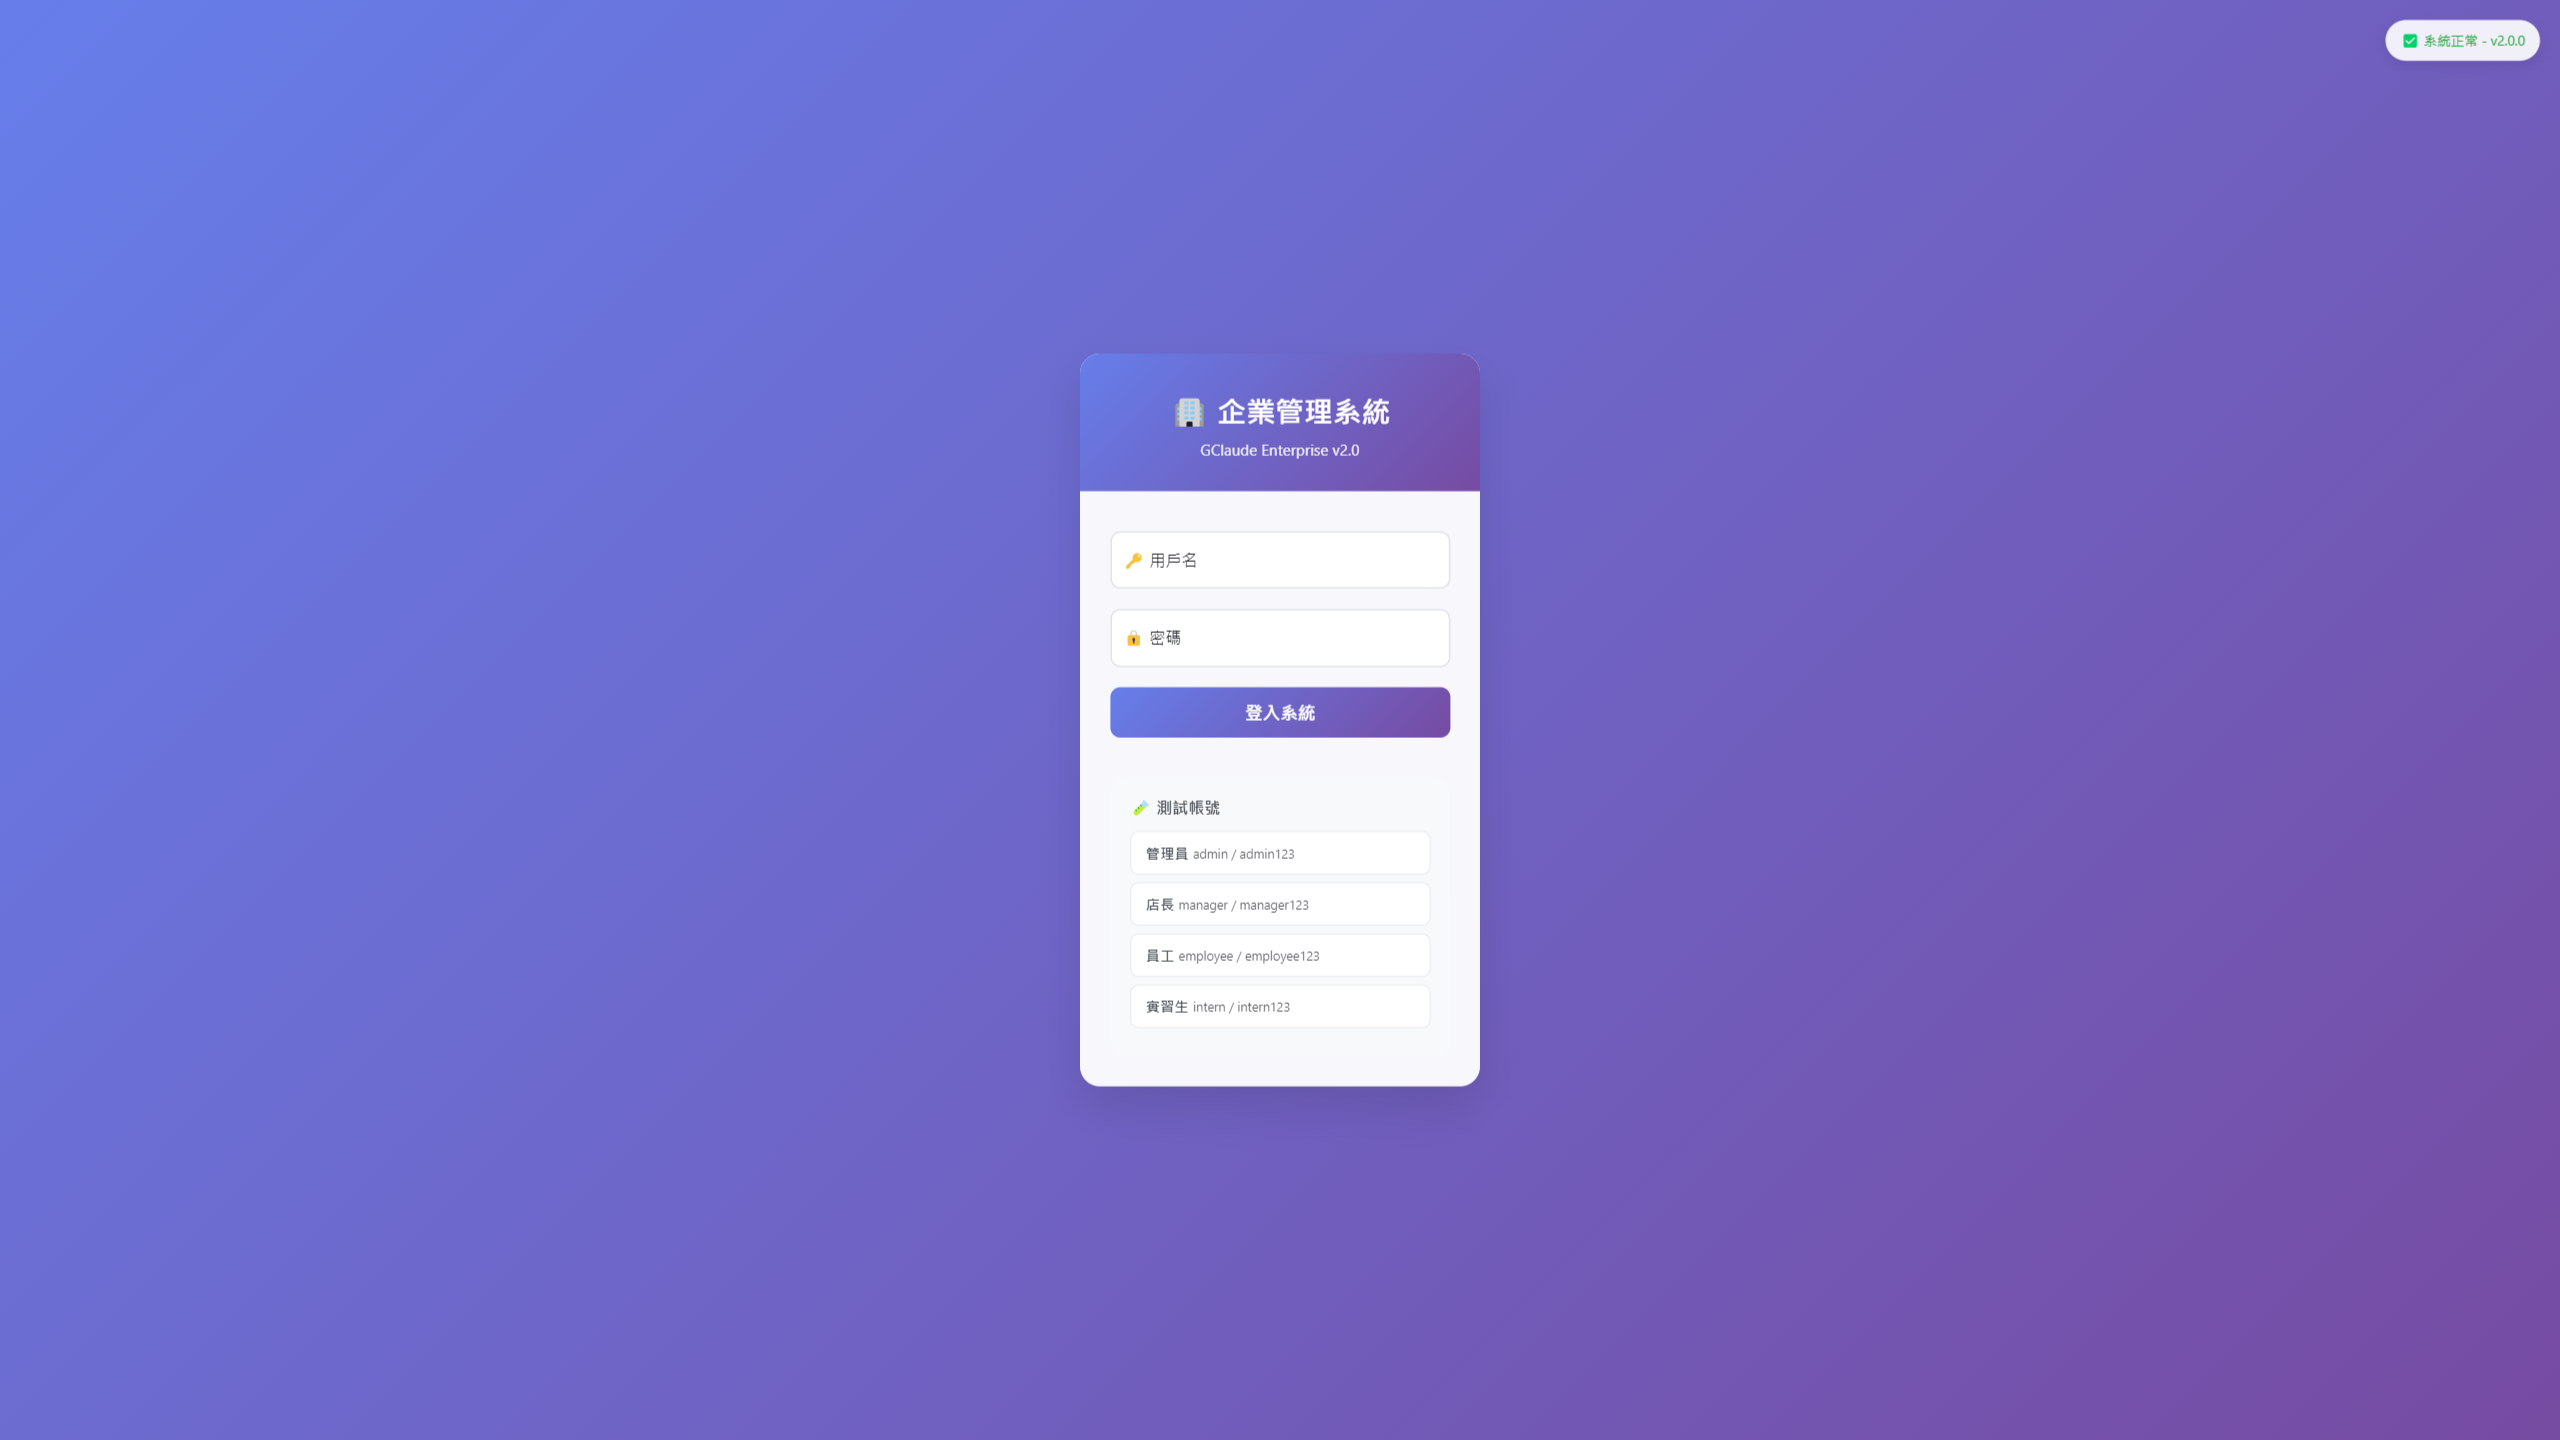 系統正常 - v2.0.0
企業管理系統
GClaude Enterprise v2.0
用戶名
密碼
登入系統
測試帳號
管理員 admin / admin123
店長 manager / manager123
員工 employee / employee123
實習生 intern / intern123